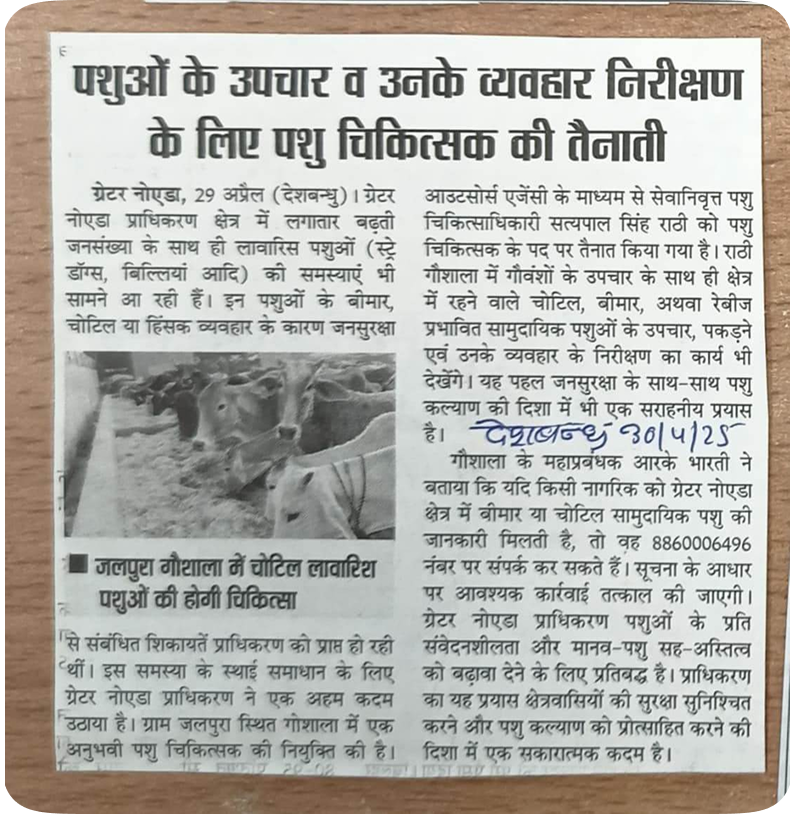 पशुओं के उपचार व उनके व्यवहार निरीक्षण
के लिए पशु चिकित्सक की तैनाती
ग्रेटर नोएडा, 29 अप्रैल (देशबन्धु)। ग्रेटर
नोएडा प्राधिकरण क्षेत्र में लगातार बढ़ती
जनसंख्या के साथ ही लावारिस पशुओं (स्ट्रे
डॉग्स, बिल्लियां आदि) की समस्याएं भी
सामने आ रही हैं। इन पशुओं के बीमार,
चोटिल या हिंसक व्यवहार के कारण जनसुरक्षा
■ जलपुरा गौशाला में चोटिल लावारिश
पशुओं की होगी चिकित्सा
से संबंधित शिकायतें प्राधिकरण को प्राप्त हो रही
थीं। इस समस्या के स्थाई समाधान के लिए
ग्रेटर नोएडा प्राधिकरण ने एक अहम कदम
उठाया है। ग्राम जलपुरा स्थित गोशाला में एक
अनुभवी पशु चिकित्सक की नियुक्ति की है।
आउटसोर्स एजेंसी के माध्यम से सेवानिवृत्त पशु
चिकित्साधिकारी सत्यपाल सिंह राठी को पशु
चिकित्सक के पद पर तैनात किया गया है। राठी
गौशाला में गौवंशों के उपचार के साथ ही क्षेत्र
में रहने वाले चोटिल, बीमार, अथवा रेबीज
प्रभावित सामुदायिक पशुओं के उपचार, पकड़ने
एवं उनके व्यवहार के निरीक्षण का कार्य भी
देखेंगे। यह पहल जनसुरक्षा के साथ-साथ पशु
कल्याण की दिशा में भी एक सराहनीय प्रयास
है। देशबन्धु 30/4/25
गौशाला के महाप्रबंधक आरके भारती ने
बताया कि यदि किसी नागरिक को ग्रेटर नोएडा
क्षेत्र में बीमार या चोटिल सामुदायिक पशु की
जानकारी मिलती है, तो वह 8860006496
नंबर पर संपर्क कर सकते हैं। सूचना के आधार
पर आवश्यक कार्रवाई तत्काल की जाएगी।
ग्रेटर नोएडा प्राधिकरण पशुओं के प्रति
संवेदनशीलता और मानव-पशु सह-अस्तित्व
को बढ़ावा देने के लिए प्रतिबद्ध है। प्राधिकरण
का यह प्रयास क्षेत्रवासियों की सुरक्षा सुनिश्चित
करने और पशु कल्याण को प्रोत्साहित करने की
दिशा में एक सकारात्मक कदम है।